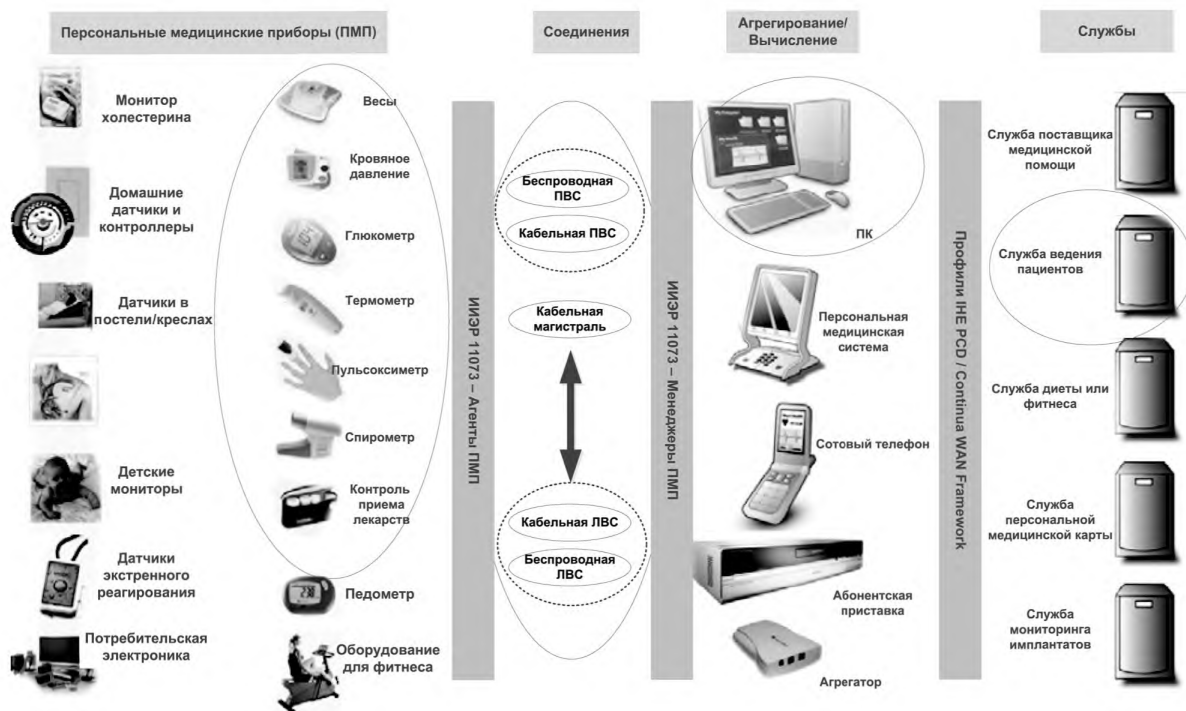 Персональные медицинские приборы (ПМП)
Соединения
Агрегирование/
Вычисление
Службы
Монитор
холестерина
Домашние
датчики и
контроллеры
Датчики в
постели/креслах
Детские
мониторы
Датчики
экстренного
реагирования
Потребительская
электроника
Весы
Кровяное
давление
Глюкометр
Термометр
Пульсоксиметр
Спирометр
Контроль
приема
лекарств
Педометр
Оборудование
для фитнеса
ИИЭР 11073 – Агенты ПМП
Беспроводная
ПВС
Кабельная ПВС
Кабельная
магистраль
Кабельная ЛВС
Беспроводная
ЛВС
ИИЭР 11073 – Менеджеры ПМП
ПК
Персональная
медицинская
система
Сотовый телефон
Абонентская
приставка
Агрегатор
Профили IHE PCD / Continua WAN Framework
Служба поставщика
медицинской
помощи
Служба ведения
пациентов
Служба диеты или
фитнеса
Служба
персональной
медицинской карты
Служба
мониторинга
имплантатов